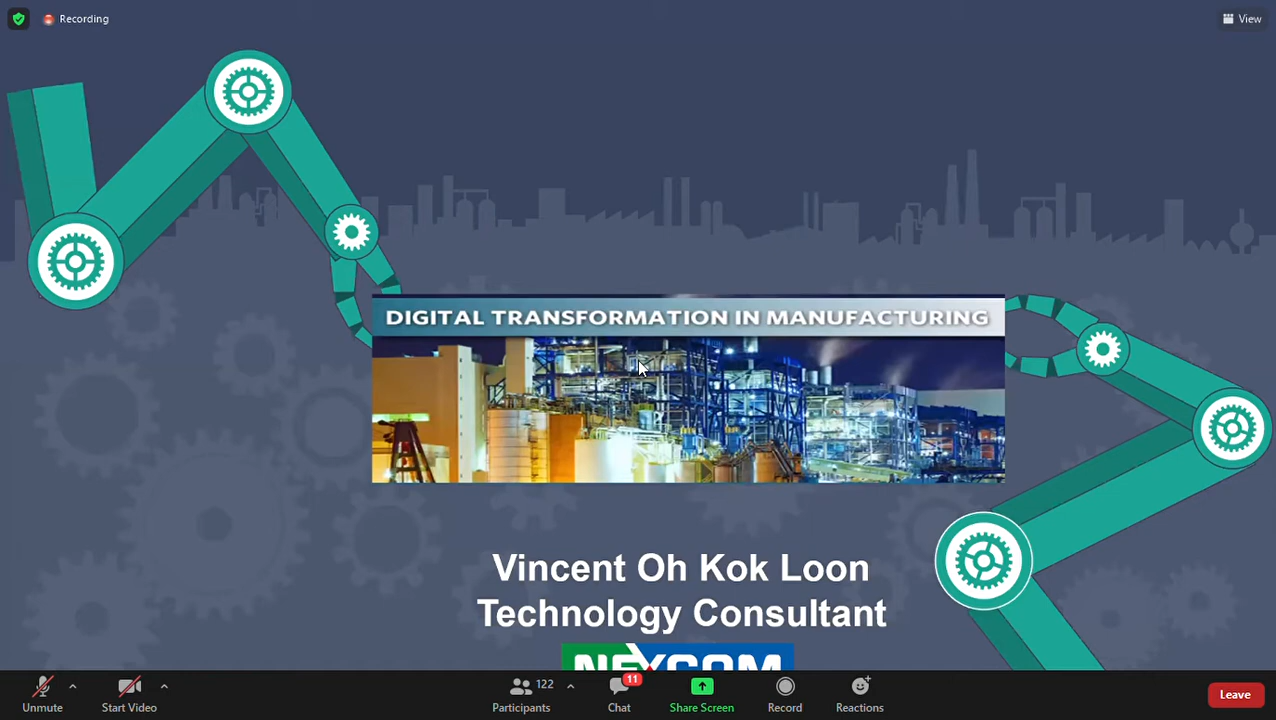 Recording
View
DIGITAL TRANSFORMATION IN MANUFACTURING
Vincent Oh Kok Loon
Technology Consultant
NEXCOM
Unmute
Start Video
122
Participants
11
Chat
Share Screen
Record
Reactions
Leave